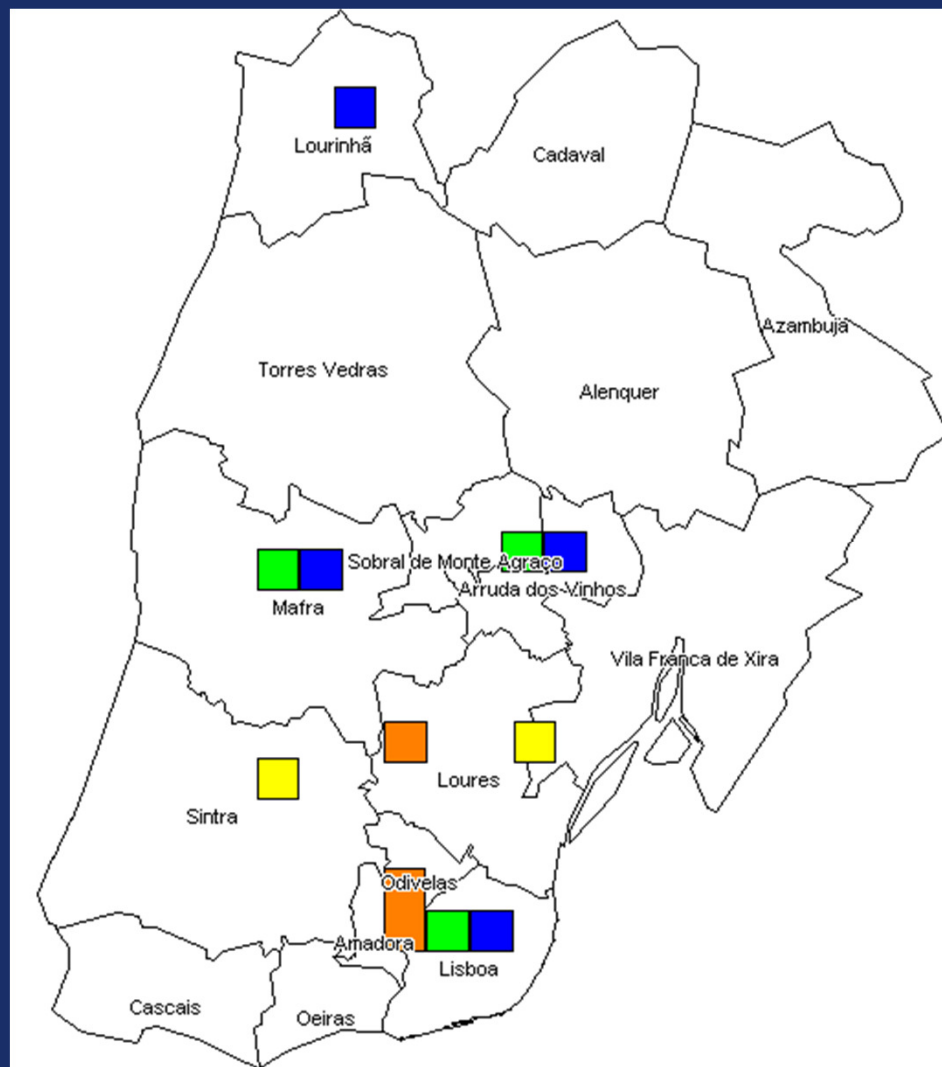 Lourinhã
Cadaval
Azambuja
Torres Vedras
Alenquer
Sobral de Monte Agraço
Arruda dos Vinhos
Mafra
Vila Franca de Xira
Loures
Sintra
Odivelas
Amadora
Lisboa
Cascais
Oeiras